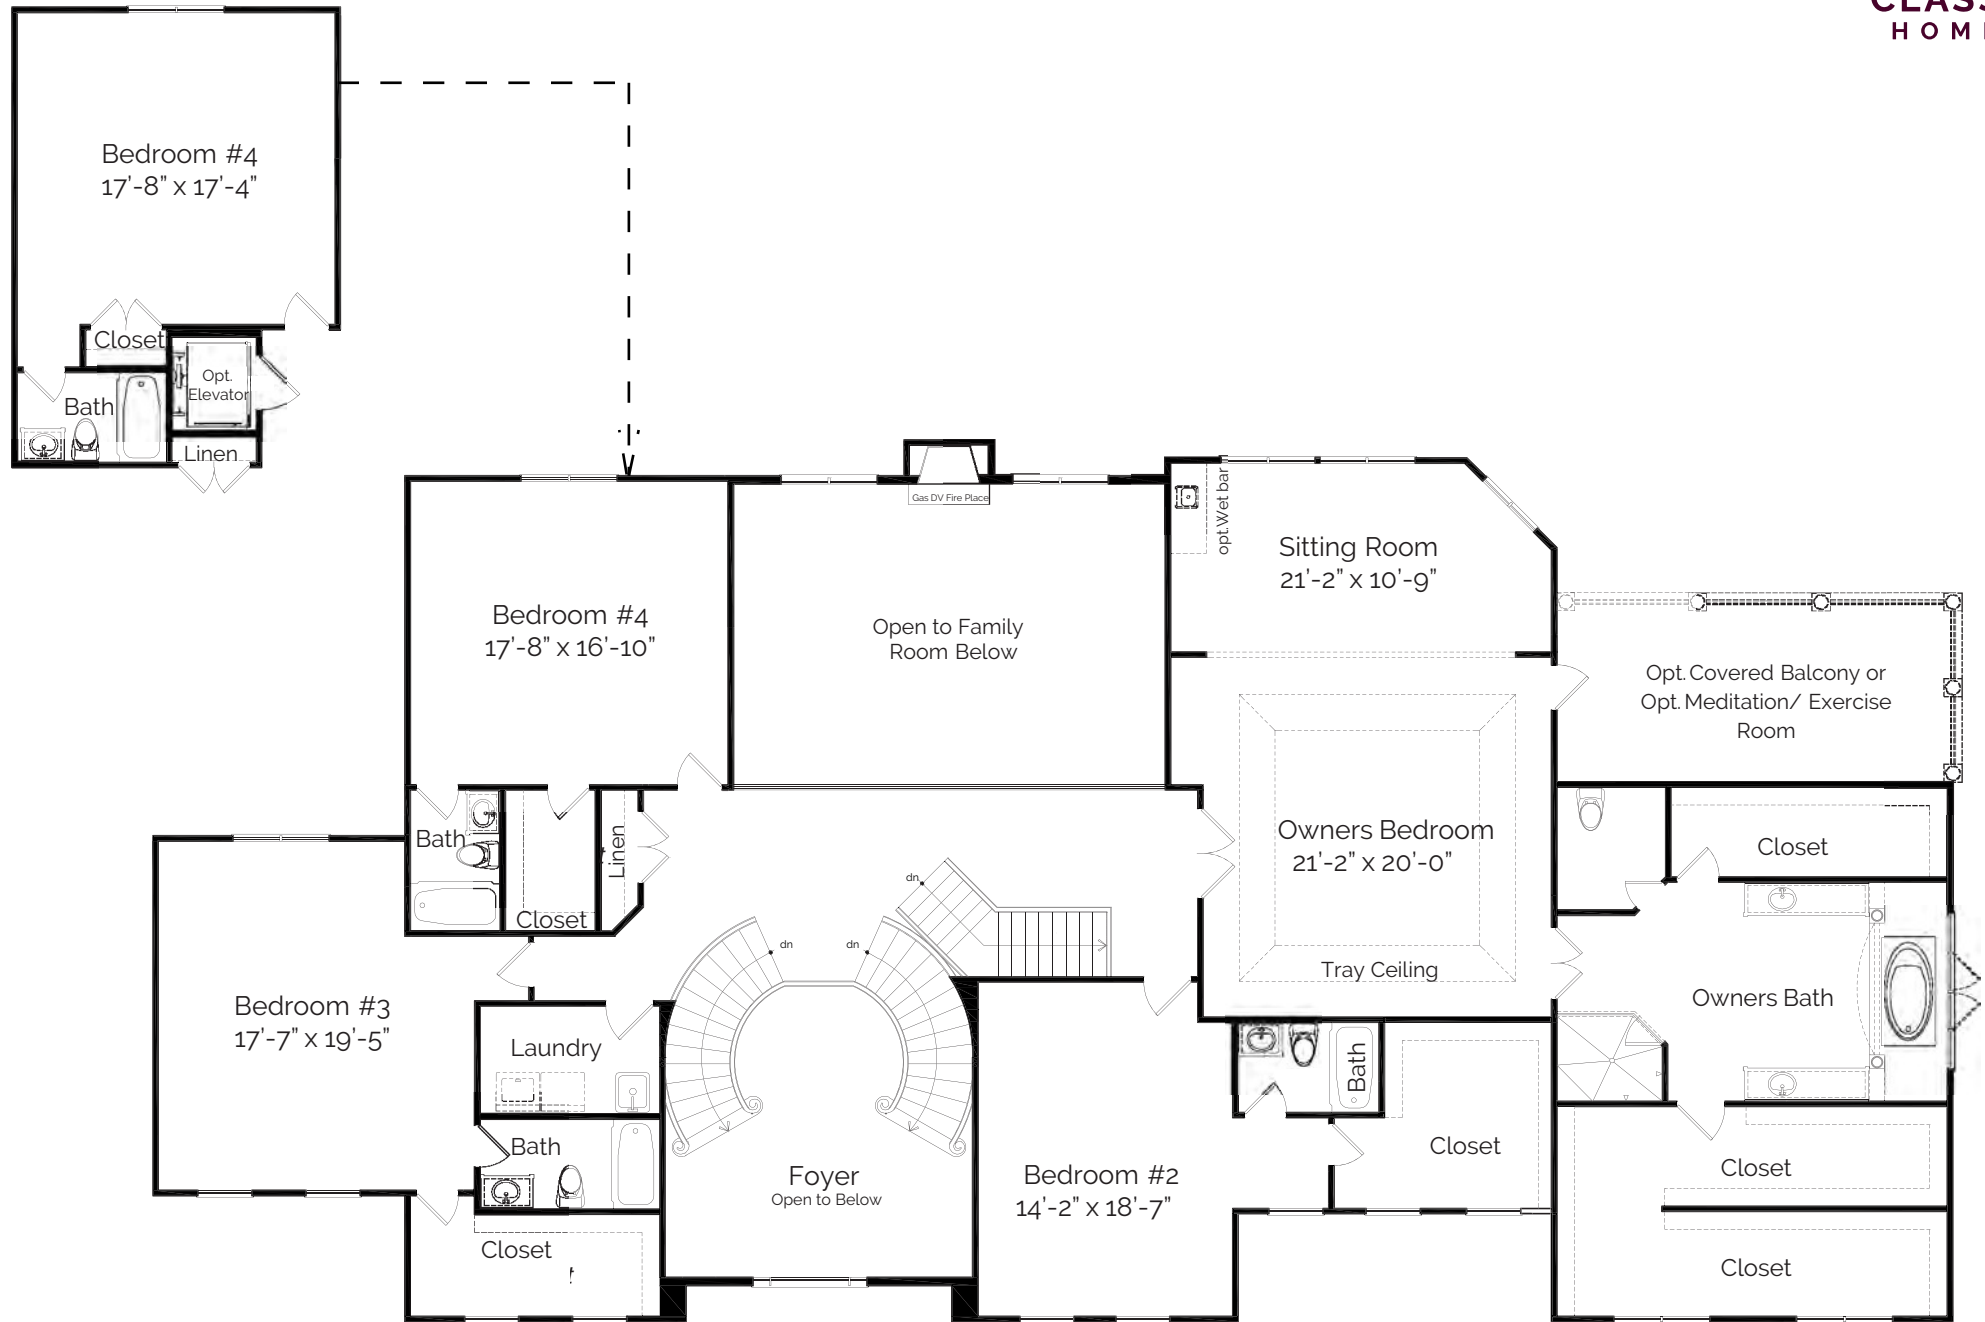 HOM
Bedroom #4
17'-8" x 17'-4"
Closet
Opt.
Elevator
Bath
Linen
Gas DV Fire Place
opt. Wet bar
Sitting Room
21'-2" x 10'-9"
Bedroom #4
17'-8" x 16'-10"
Open to Family
Room Below
Opt. Covered Balcony or
Opt. Meditation/ Exercise
Room
Bath
Linen
Closet
Owners Bedroom
21'-2" x 20'-0"
Closet
dn
dn
dn
Tray Ceiling
Bedroom #3
17'-7" x 19'-5"
Owners Bath
Laundry
Bath
Bath
Closet
Foyer
Open to Below
Bedroom #2
14'-2" x 18'-7"
Closet
Closet
Closet